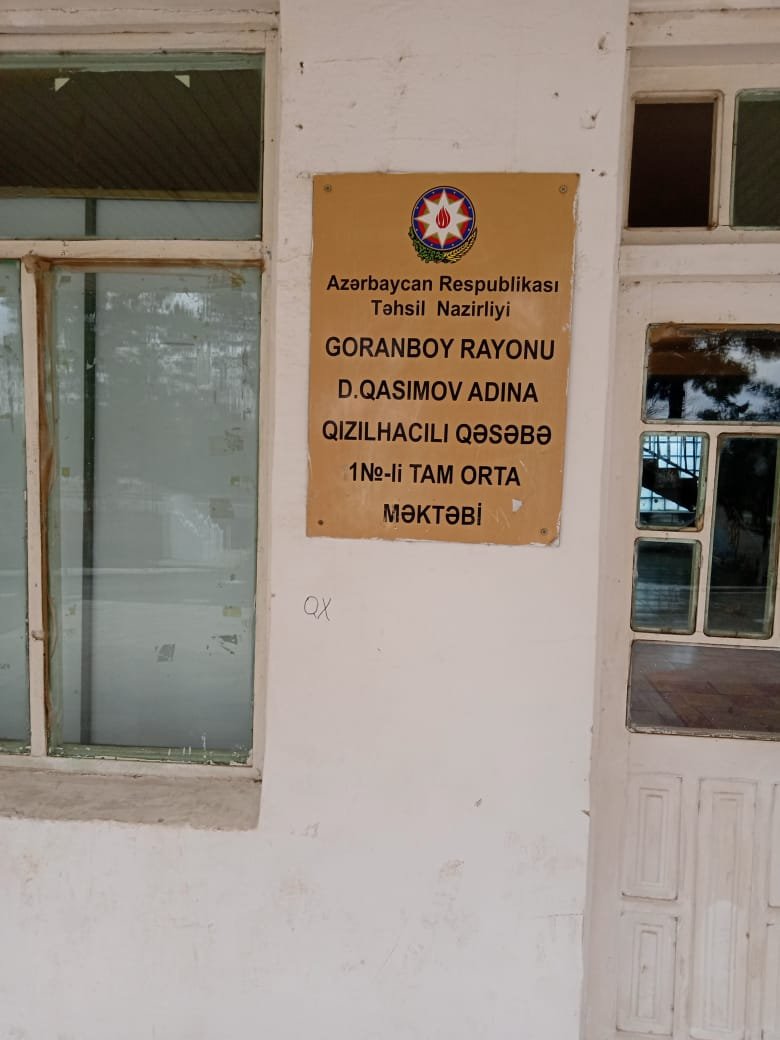 Azərbaycan Respublikası
Təhsil Nazirliyi
GORANBOY RAYONU
D.QASIMOV ADINA
QIZILHACILI QƏSƏBƏ
1№-li TAM ORTA
MƏKTƏBİ
QX